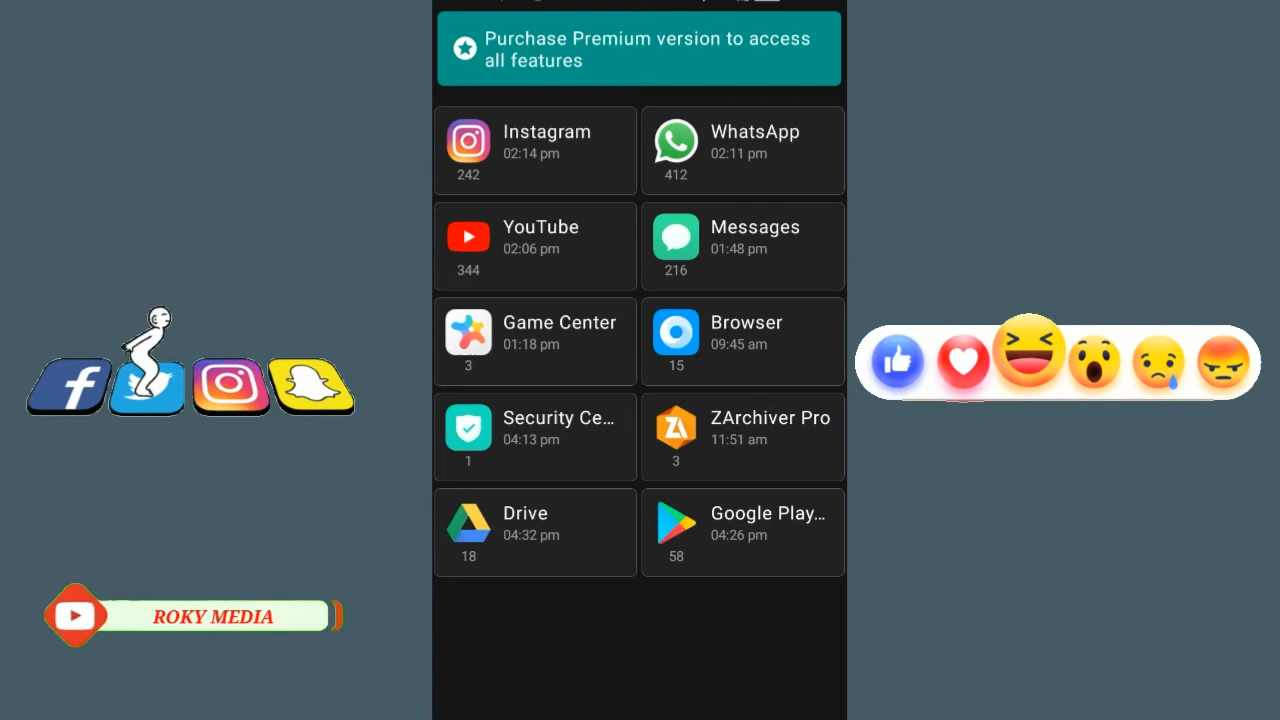 Purchase Premium version to access
all features
Instagram
02:14 pm
242
WhatsApp
02:11 pm
412
YouTube
02:06 pm
344
Messages
01:48 pm
216
Game Center
01:18 pm
3
Browser
09:45 am
15
Security Ce...
04:13 pm
1
ZArchiver Pro
11:51 am
3
Drive
04:32 pm
18
Google Play...
04:26 pm
58
ROKY MEDIA